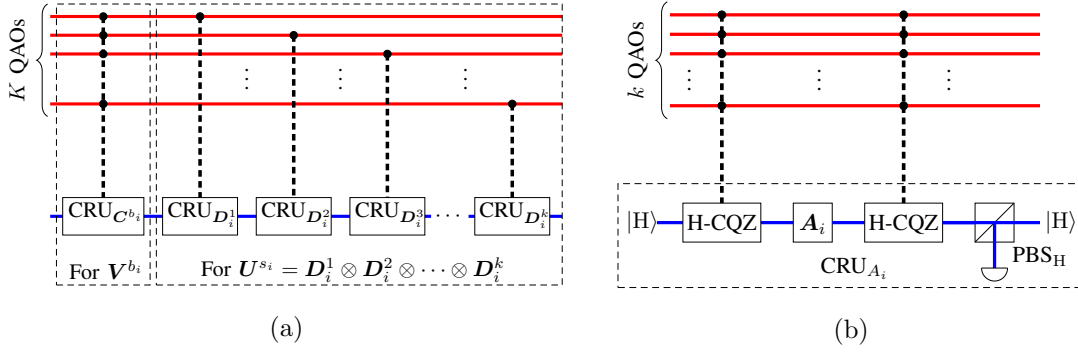 K QAOs
⋮ ⋮ ⋮
CRU_{C^{b_i}} CRU_{D_i^1} CRU_{D_i^2} CRU_{D_i^3} ⋯ CRU_{D_i^k}
For V^{b_i} For U^{s_i} = D_i^1 ⊗ D_i^2 ⊗ ⋯ ⊗ D_i^k
(a)
k QAOs
⋮ ⋮ ⋮
|H⟩ H-CQZ A_i H-CQZ |H⟩
PBS_H
CRU_{A_i}
(b)